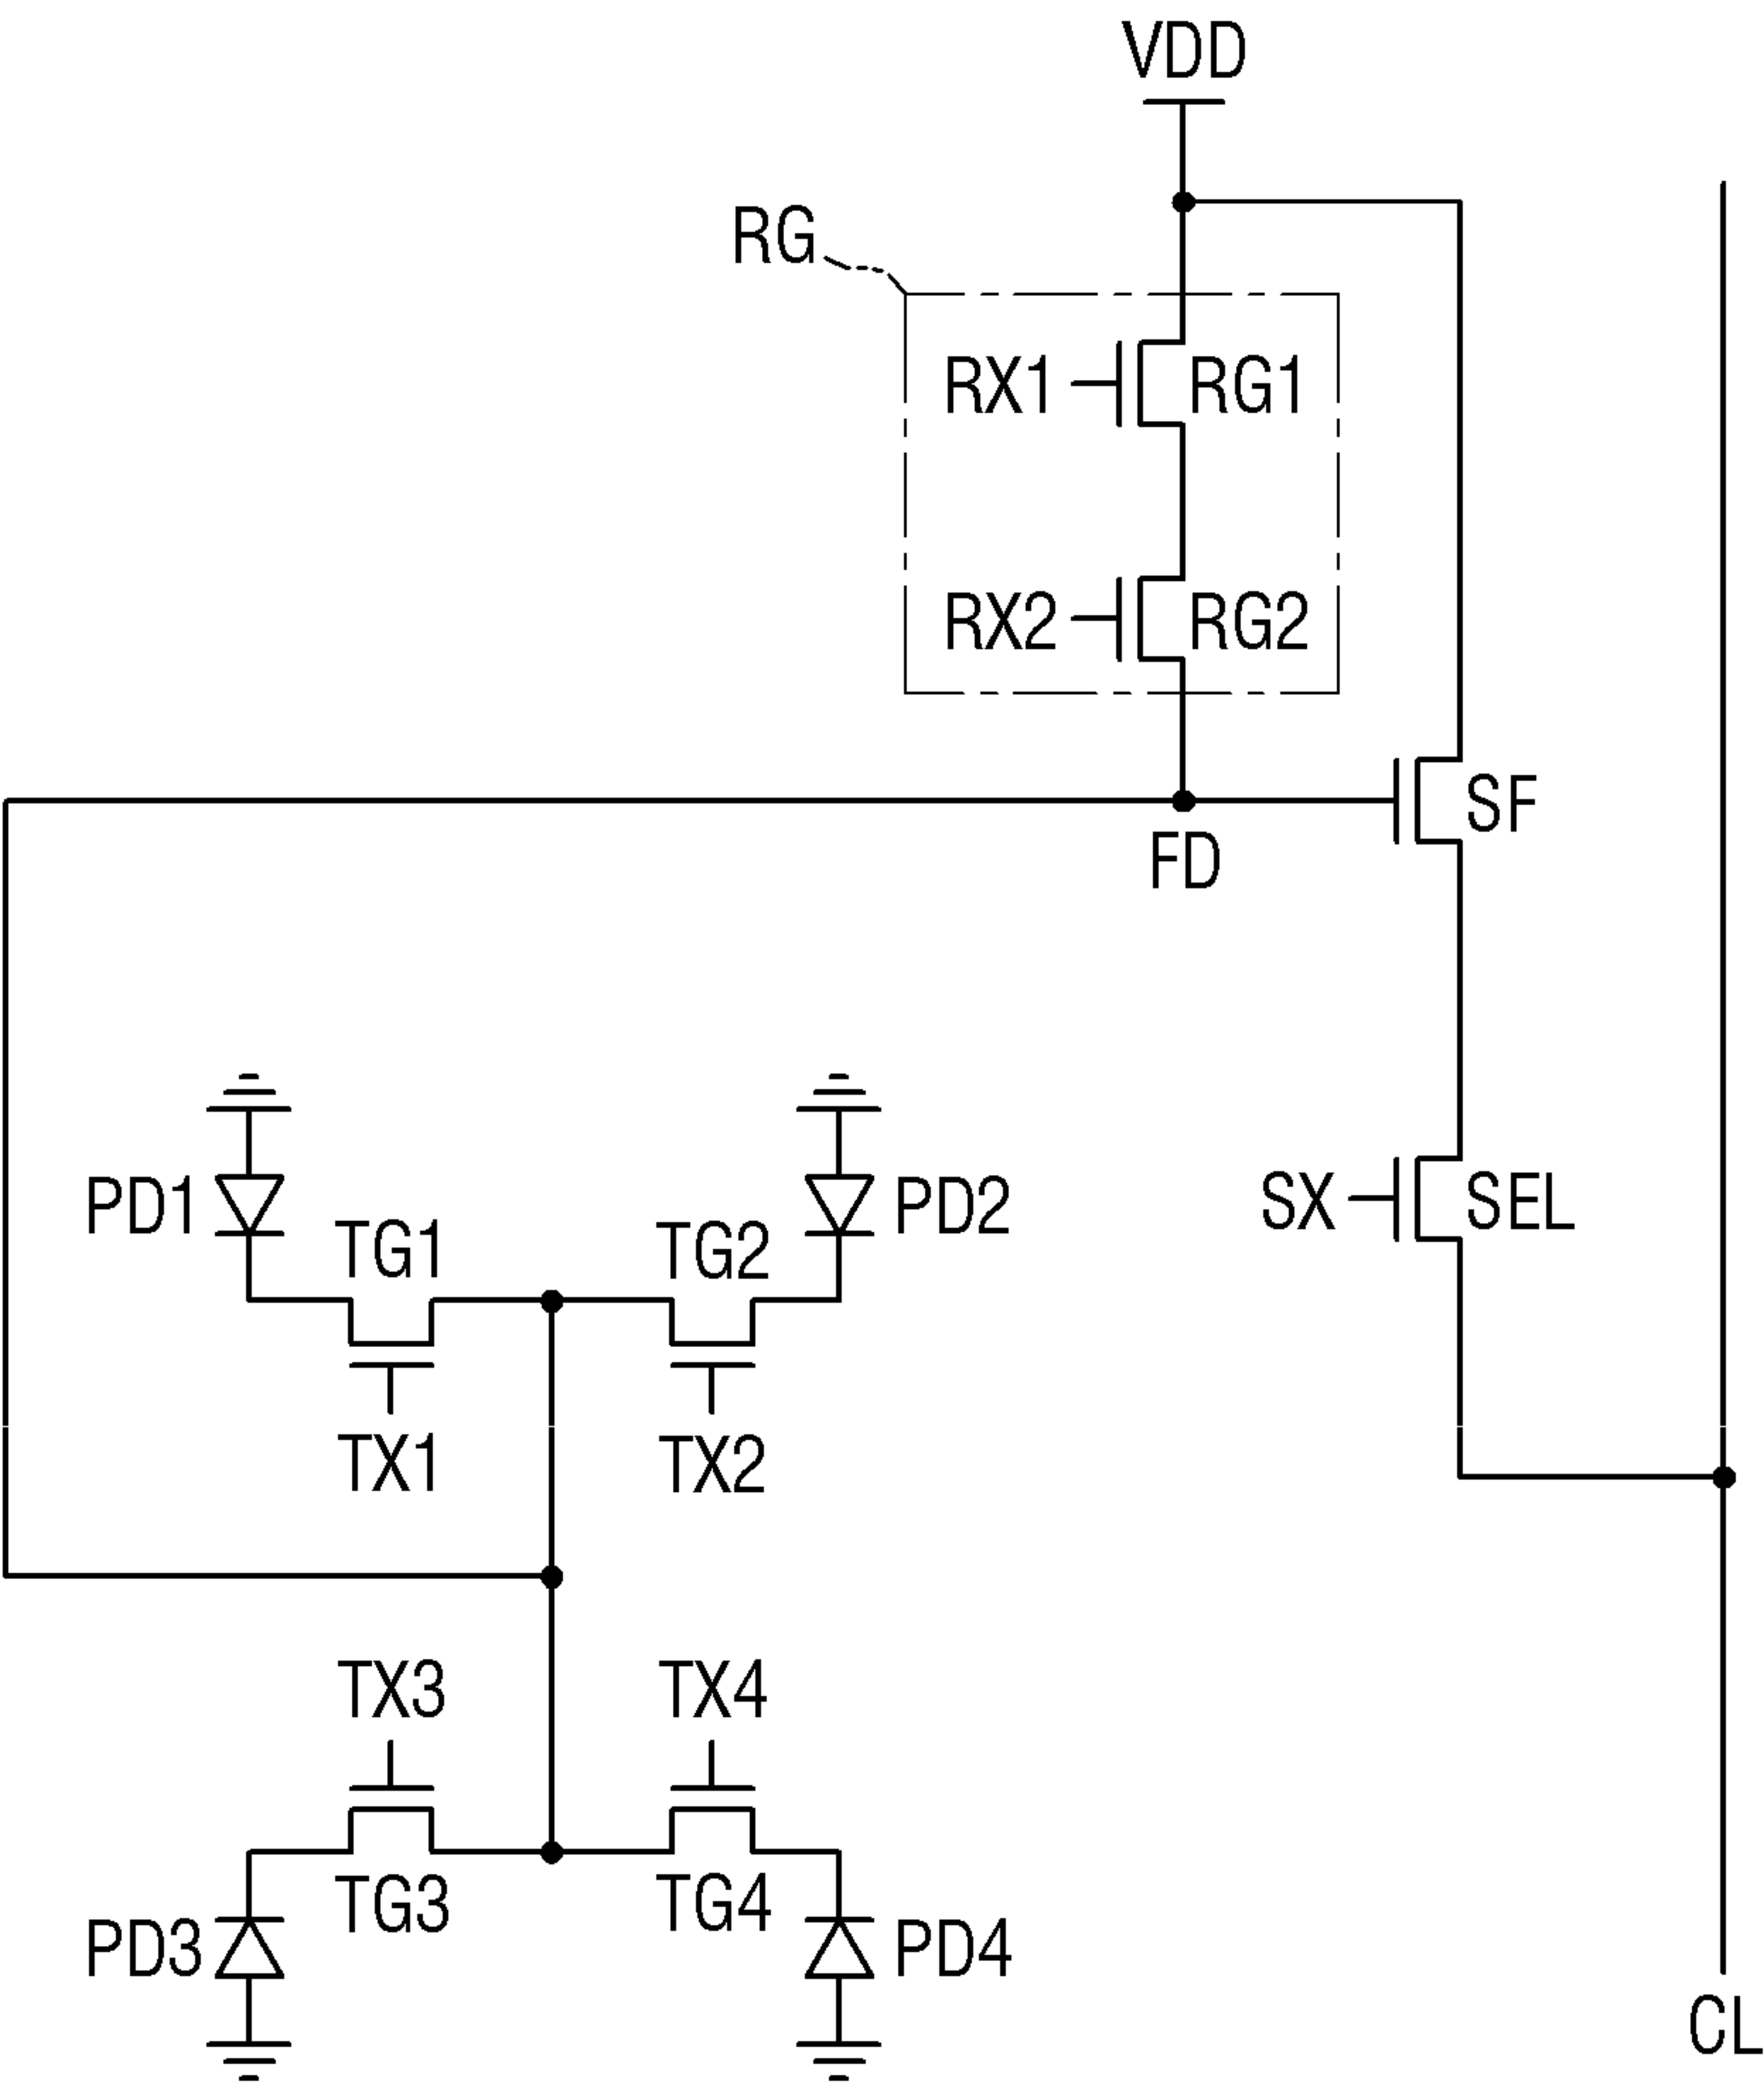 VDD
RG
RX1 RG1
RX2 RG2
SF
FD
PD1 PD2
SX SEL
TG1 TG2
TX1 TX2
TX3 TX4
TG3 TG4
PD3 PD4
CL